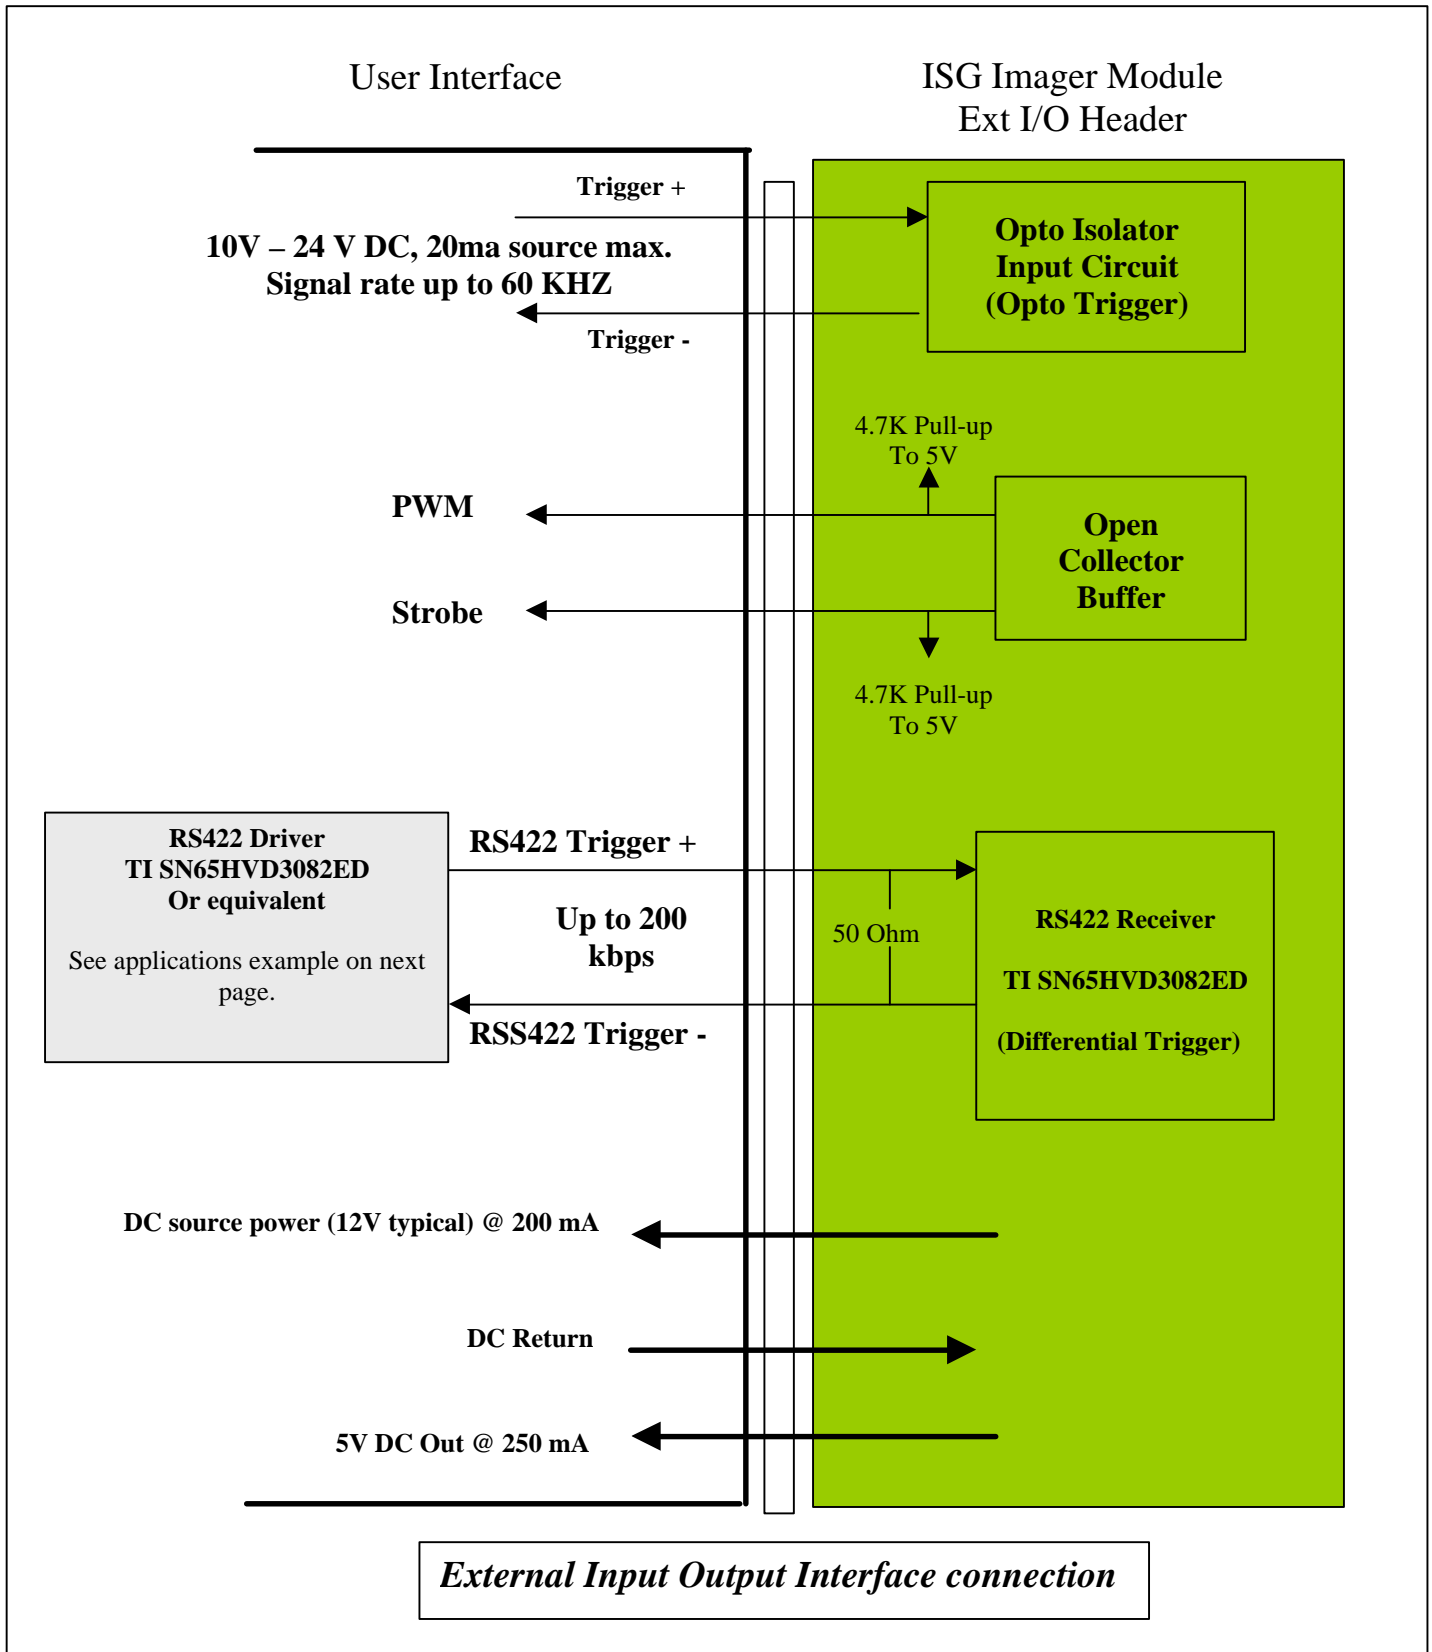 User Interface
ISG Imager Module
Ext I/O Header
Trigger +
10V – 24 V DC, 20ma source max.
Signal rate up to 60 KHZ
Trigger -
Opto Isolator
Input Circuit
(Opto Trigger)
4.7K Pull-up
To 5V
PWM
Open
Collector
Buffer
Strobe
4.7K Pull-up
To 5V
RS422 Driver
TI SN65HVD3082ED
Or equivalent
See applications example on next
page.
RS422 Trigger +
Up to 200
kbps
RSS422 Trigger -
50 Ohm
RS422 Receiver
TI SN65HVD3082ED
(Differential Trigger)
DC source power (12V typical) @ 200 mA
DC Return
5V DC Out @ 250 mA
External Input Output Interface connection